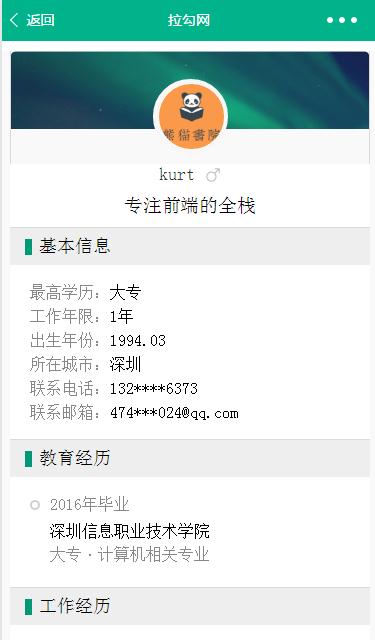 返回
拉勾网
熊猫書院
kurt
专注前端的全栈
基本信息
最高学历：大专
工作年限：1年
出生年份：1994.03
所在城市：深圳
联系电话：132****6373
联系邮箱：474***024@qq.com
教育经历
2016年毕业
深圳信息职业技术学院
大专·计算机相关专业
工作经历